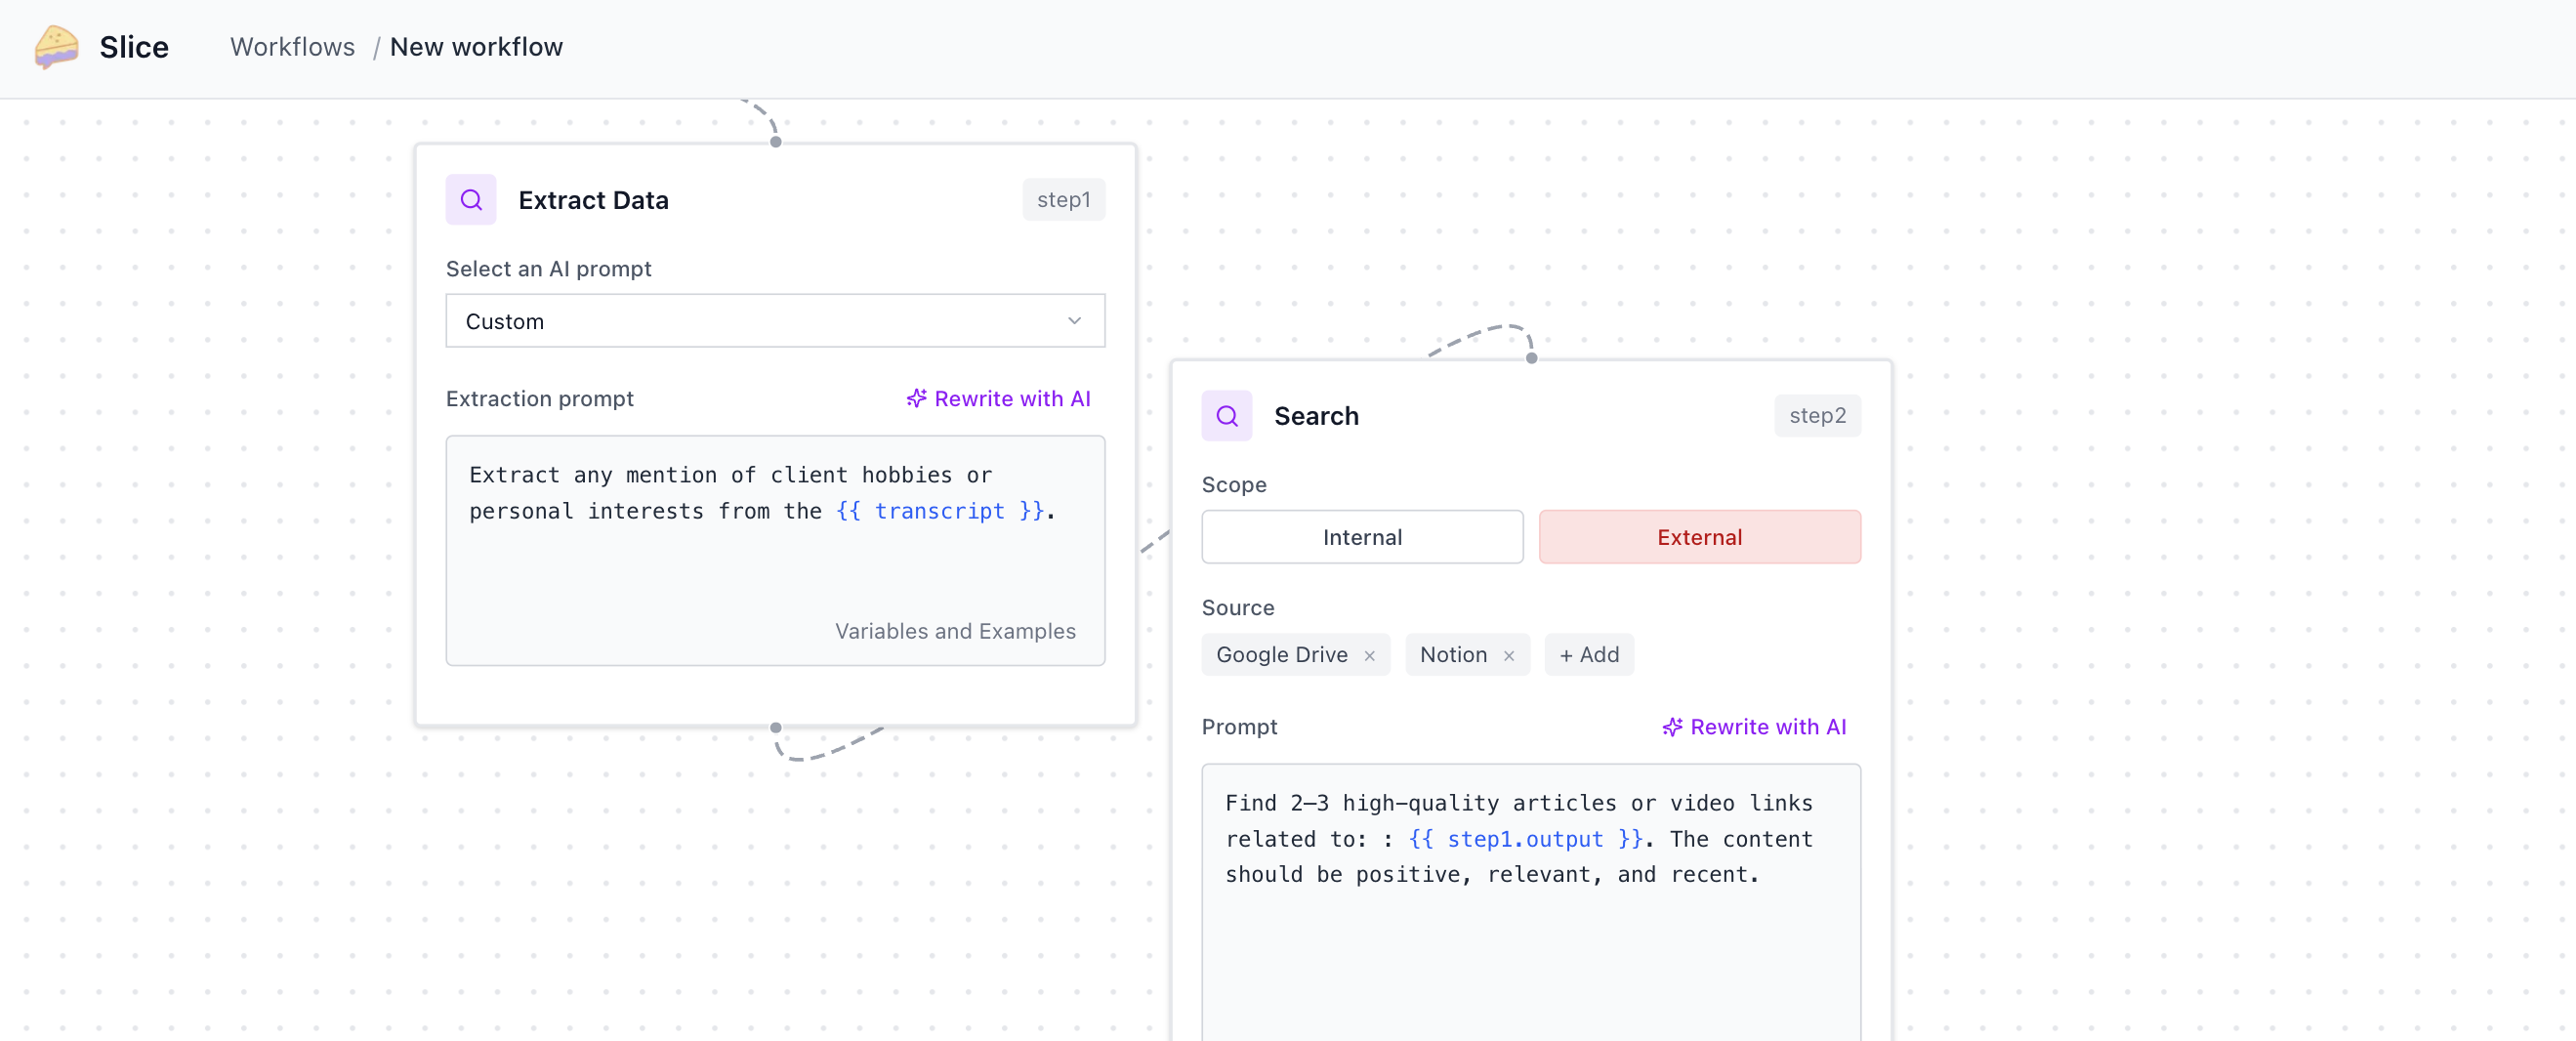 Slice
Workflows / New workflow
Extract Data
step1
Select an AI prompt
Custom
Extraction prompt
Rewrite with AI
Extract any mention of client hobbies or
personal interests from the {{ transcript }}.
Variables and Examples
Search
step2
Scope
Internal
External
Source
Google Drive ×
Notion ×
+ Add
Prompt
Rewrite with AI
Find 2–3 high-quality articles or video links
related to: : {{ step1.output }}. The content
should be positive, relevant, and recent.